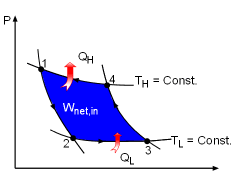 P
Q_H
1
4
T_H = Const.
W_net,in
2
3
T_L = Const.
Q_L